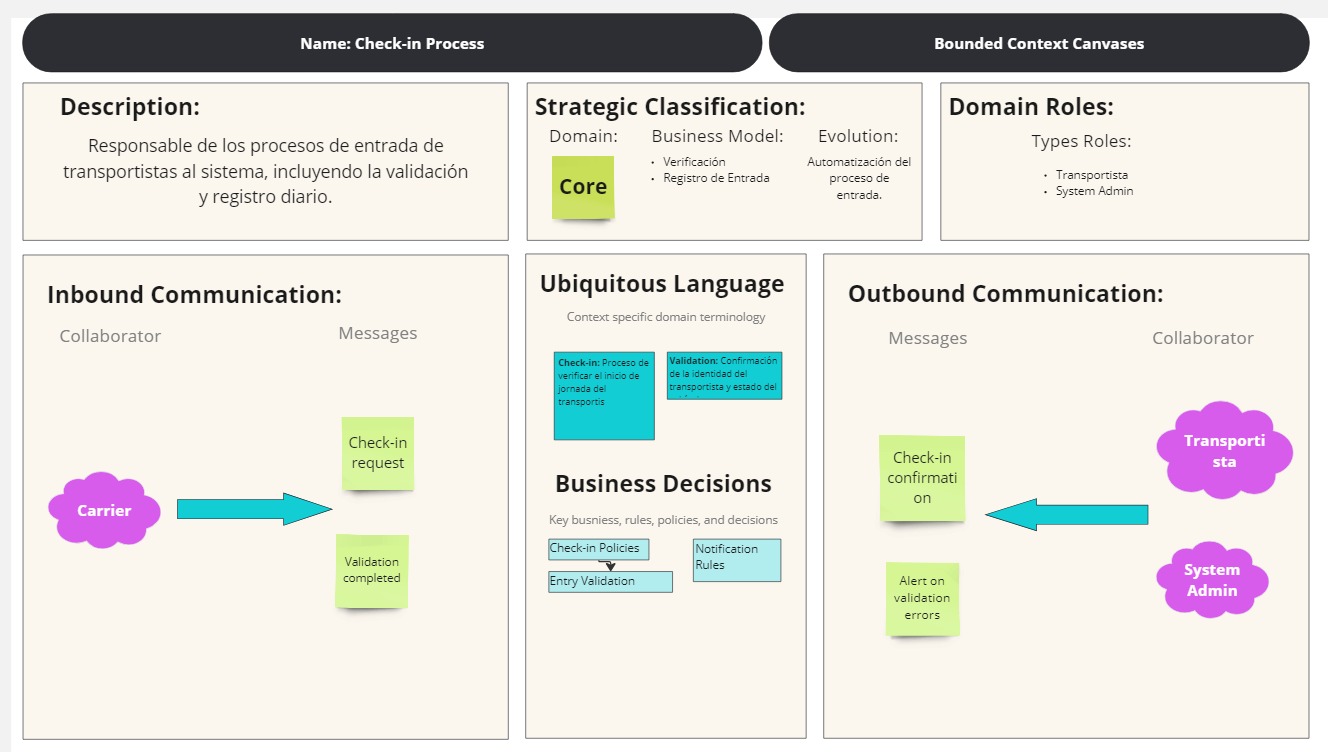 Name: Check-in Process
Bounded Context Canvases
Description:
Responsable de los procesos de entrada de
transportistas al sistema, incluyendo la validación
y registro diario.
Strategic Classification:
Domain:
Core
Business Model:
• Verificación
• Registro de Entrada
Evolution:
Automatización del
proceso de
entrada.
Domain Roles:
Types Roles:
• Transportista
• System Admin
Inbound Communication:
Collaborator
Messages
Carrier
Check-in
request
Validation
completed
Ubiquitous Language
Context specific domain terminology
Check-in: Proceso de
verificar el inicio de
jornada del
transportis
Validation: Confirmación
de la identidad del
transportista y estado del
Business Decisions
Key busniess, rules, policies, and decisions
Check-in Policies
Entry Validation
Notification
Rules
Outbound Communication:
Messages
Collaborator
Check-in
confirmati
on
Alert on
validation
errors
Transporti
sta
System
Admin